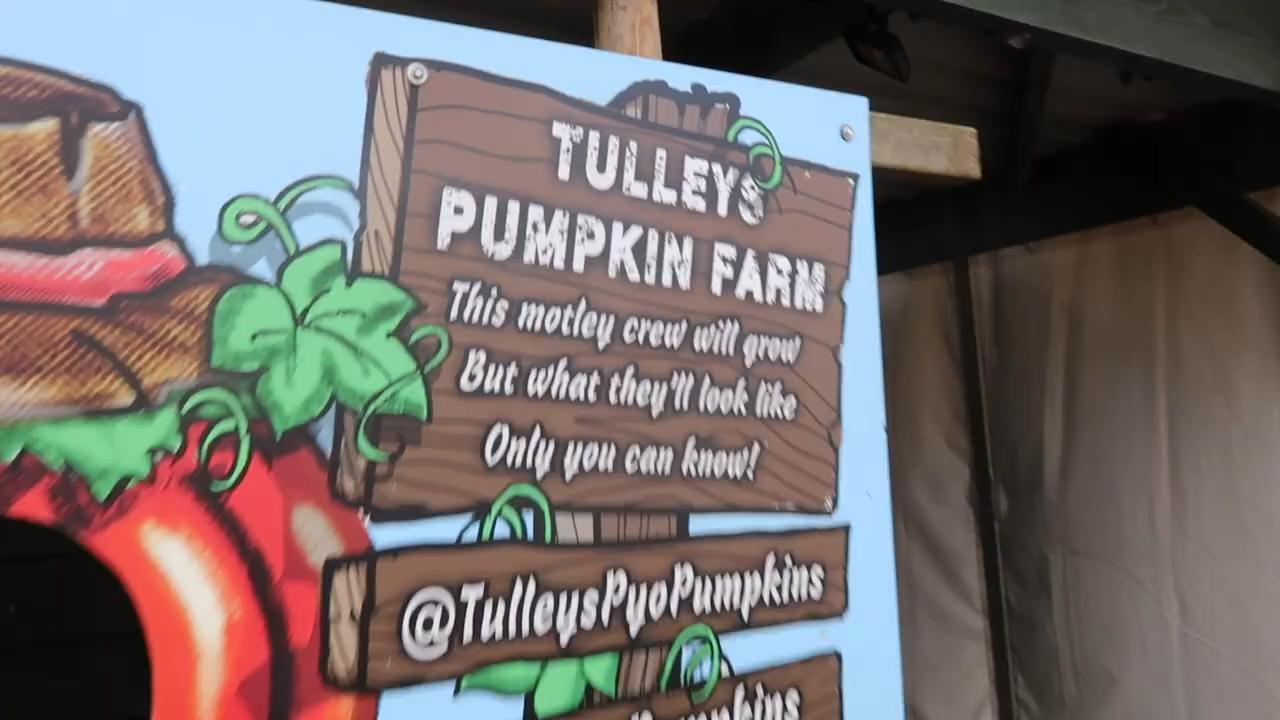 TULLEYS
PUMPKIN FARM
This motley crew will grow
But what they'll look like
Only you can know!
@TulleysPyoPumpkins